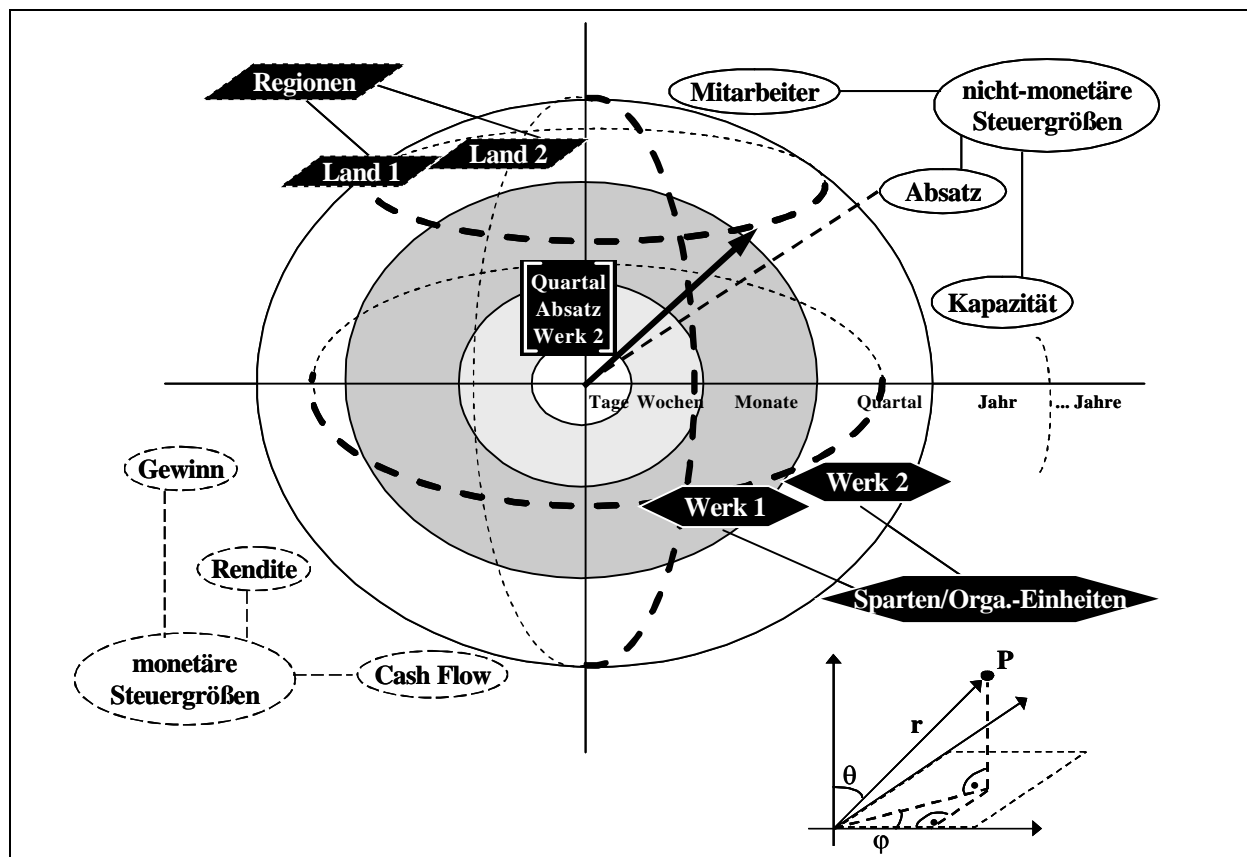 Regionen
Mitarbeiter
nicht-monetäre
Steuergrößen
Land 1
Land 2
Absatz
Quartal
Absatz
Werk 2
Kapazität
Tage Wochen Monate Quartal Jahr ... Jahre
Gewinn
Werk 1
Werk 2
Rendite
Sparten/Orga.-Einheiten
monetäre
Steuergrößen
Cash Flow
P
r
θ
φ